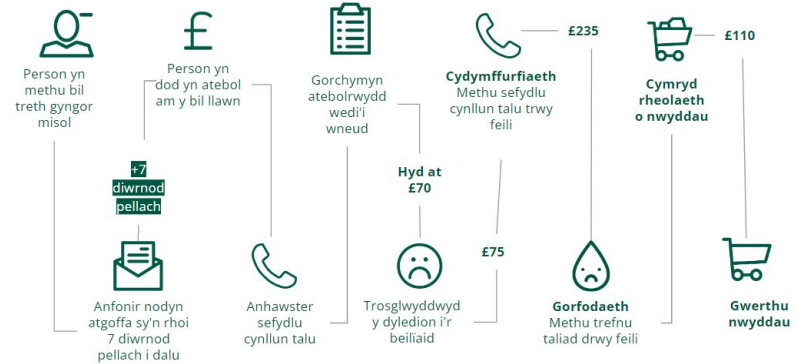 Person yn
methu bil
treth gyngor
misol
Anfonir nodyn
atgoffa sy'n rhoi
7 diwrnod
pellach i dalu
+7
diwrnod
pellach
Person yn
dod yn atebol
am y bil llawn
Anhawster
sefydlu
cynllun talu
Gorchymyn
atebolrwydd
wedi'i
wneud
Hyd at
£70
Trosglwyddwyd
y dyledion i'r
beilïaid
£75
Cydymffurfiaeth
Methu sefydlu
cynllun talu trwy
feili
£235
Gorfodaeth
Methu trefnu
taliad drwy feili
Cymryd
rheolaeth
o nwyddau
£110
Gwerthu
nwyddau